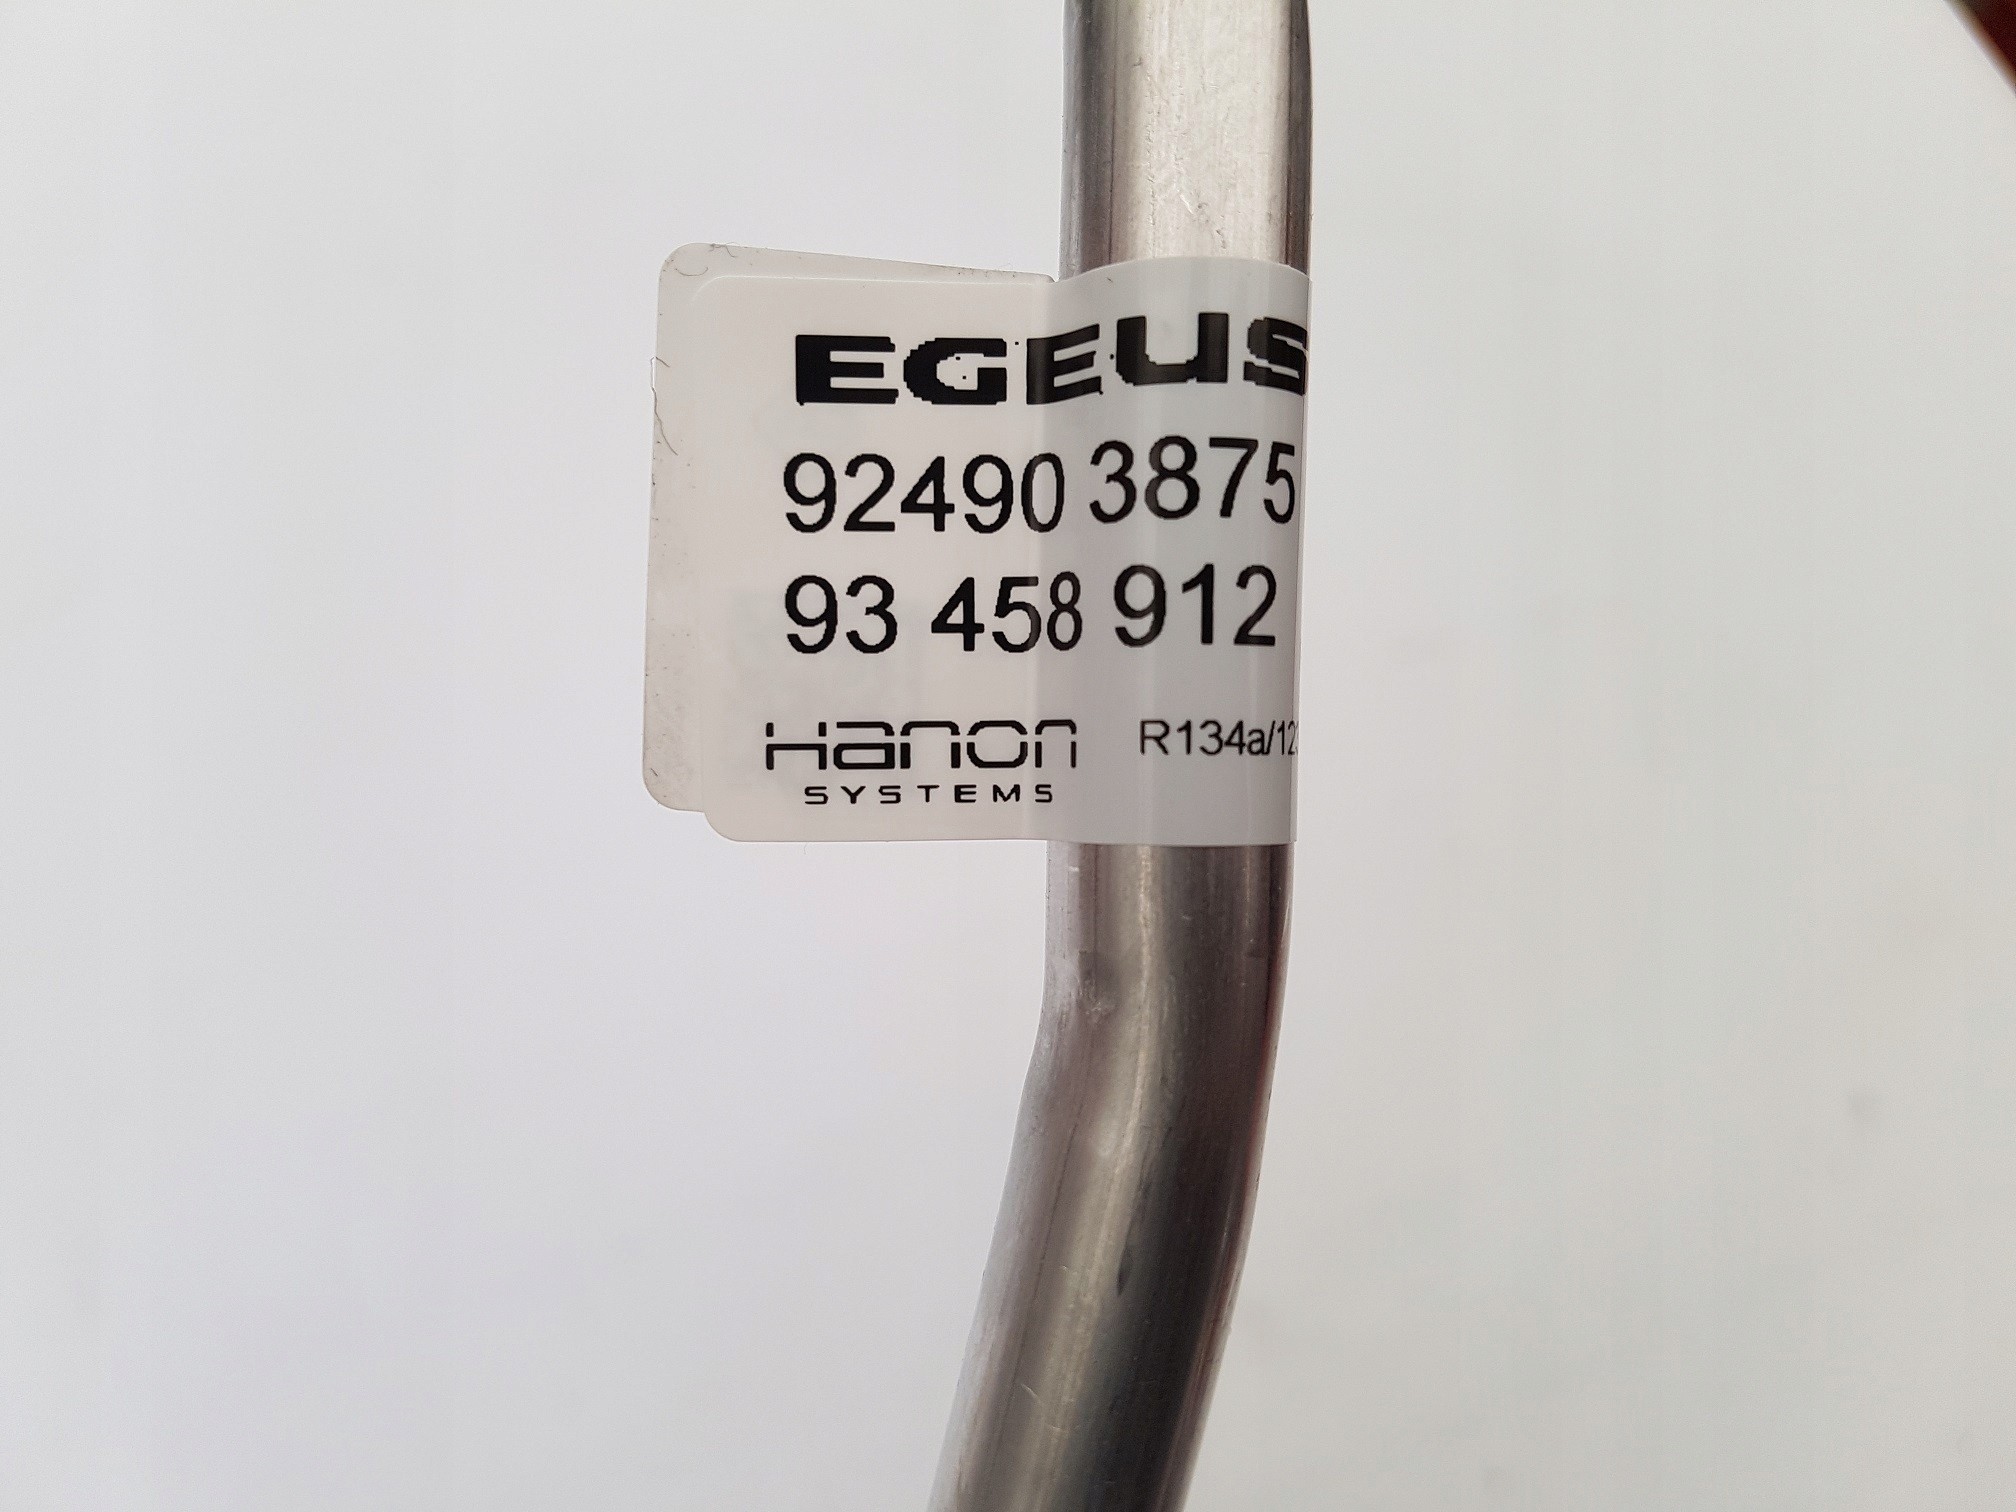 EGEUS
92490 3875
93 458 912
Hanon R134a/12
SYSTEMS